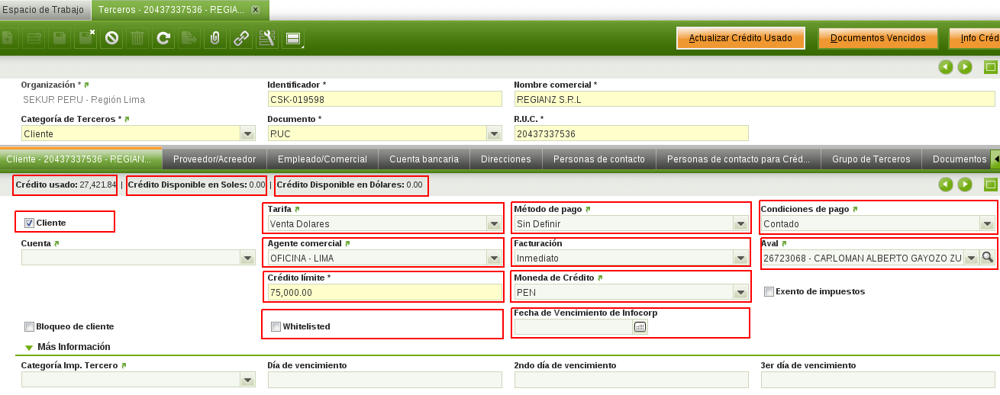 Espacio de Trabajo Terceros - 20437337536 - REGIA... x
Actualizar Crédito Usado Documentos Vencidos Info Créd
Organización * Identificador * Nombre comercial *
SEKUR PERU - Región Lima CSK-019598 REGIANZ S.R.L
Categoría de Terceros * Documento * R.U.C. *
Cliente RUC 20437337536
Cliente - 20437337536 - REGIAN... Proveedor/Acreedor Empleado/Comercial Cuenta bancaria Direcciones Personas de contacto Personas de contacto para Créd... Grupo de Terceros Documentos
Crédito usado: 27,421.84 | Crédito Disponible en Soles: 0.00 | Crédito Disponible en Dólares: 0.00
Tarifa Método de pago Condiciones de pago
Cliente Venta Dolares Sin Definir Contado
Cuenta Agente comercial Facturación Aval
OFICINA - LIMA Inmediato 26723068 - CARLOMAN ALBERTO GAYOZO ZU
Crédito límite * Moneda de Crédito
75,000.00 PEN Exento de impuestos
Fecha de Vencimiento de Infocorp
Bloqueo de cliente Whitelisted
Más Información
Categoría Imp. Tercero Día de vencimiento 2ndo día de vencimiento 3er día de vencimiento